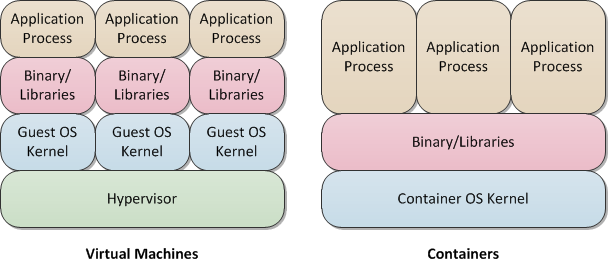 Application
Process
Application
Process
Application
Process
Binary/
Libraries
Binary/
Libraries
Binary/
Libraries
Guest OS
Kernel
Guest OS
Kernel
Guest OS
Kernel
Hypervisor
Virtual Machines
Application
Process
Application
Process
Application
Process
Binary/Libraries
Container OS Kernel
Containers